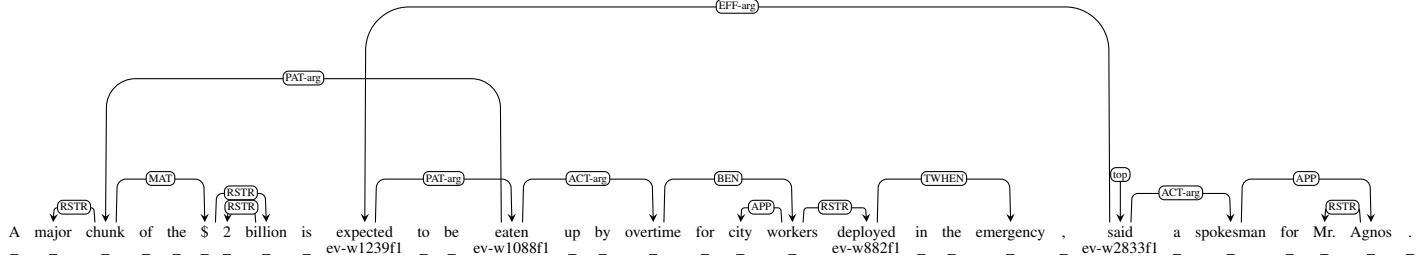 EFF-arg
PAT-arg
top
MAT RSTR PAT-arg ACT-arg BEN TWHEN ACT-arg APP
RSTR RSTR APP RSTR RSTR
A major chunk of the $ 2 billion is expected to be eaten up by overtime for city workers deployed in the emergency , said a spokesman for Mr. Agnos .
_ _ _ _ _ _ _ _ _ ev-w1239f1 _ _ ev-w1088f1 _ _ _ _ _ _ ev-w882f1 _ _ _ _ ev-w2833f1 _ _ _ _ _ _